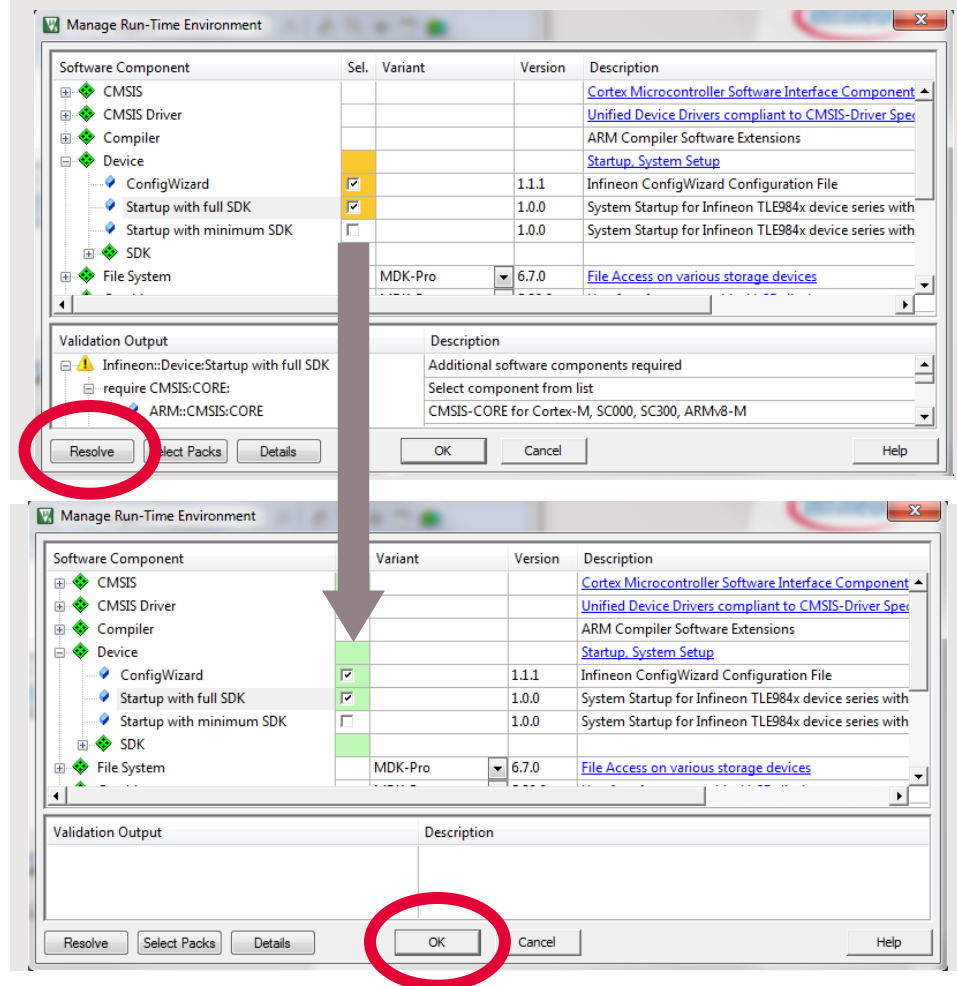 Manage Run-Time Environment
Software Component Sel. Variant Version Description
CMSIS Cortex Microcontroller Software Interface Component
CMSIS Driver Unified Device Drivers compliant to CMSIS-Driver Spec
Compiler ARM Compiler Software Extensions
Device Startup, System Setup
ConfigWizard 1.1.1 Infineon ConfigWizard Configuration File
Startup with full SDK 1.0.0 System Startup for Infineon TLE984x device series with
Startup with minimum SDK 1.0.0 System Startup for Infineon TLE984x device series with
SDK
File System MDK-Pro 6.7.0 File Access on various storage devices
Validation Output Description
Infineon::Device:Startup with full SDK Additional software components required
require CMSIS:CORE: Select component from list
ARM::CMSIS:CORE CMSIS-CORE for Cortex-M, SC000, SC300, ARMv8-M
Resolve Select Packs Details OK Cancel Help
Manage Run-Time Environment
Software Component Variant Version Description
CMSIS Cortex Microcontroller Software Interface Component
CMSIS Driver Unified Device Drivers compliant to CMSIS-Driver Spec
Compiler ARM Compiler Software Extensions
Device Startup, System Setup
ConfigWizard 1.1.1 Infineon ConfigWizard Configuration File
Startup with full SDK 1.0.0 System Startup for Infineon TLE984x device series with
Startup with minimum SDK 1.0.0 System Startup for Infineon TLE984x device series with
SDK
File System MDK-Pro 6.7.0 File Access on various storage devices
Validation Output Description
Resolve Select Packs Details OK Cancel Help